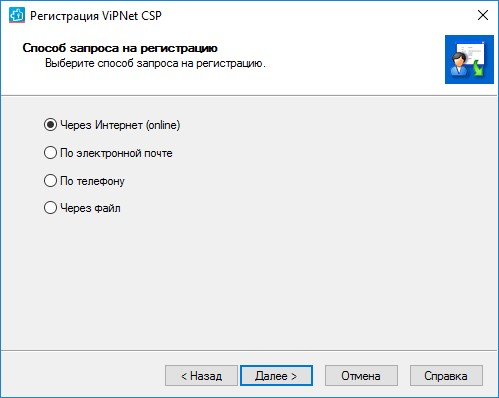 Регистрация ViPNet CSP
Способ запроса на регистрацию
Выберите способ запроса на регистрацию.
Через Интернет (online)
По электронной почте
По телефону
Через файл
< Назад Далее > Отмена Справка